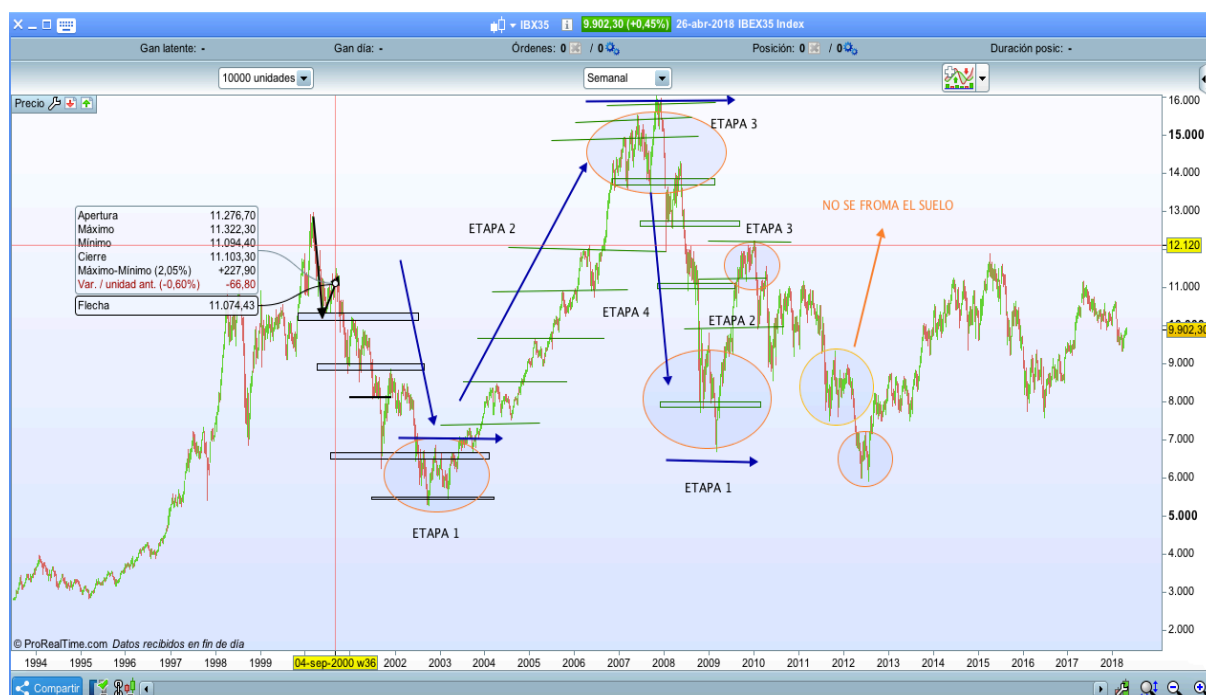 IBX35 9.902,30 (+0,45%) 26-abr-2018 IBEX35 Index
Gan latente: - Gan día: - Órdenes: 0 / 0 Posición: 0 / 0 Duración posic: -
10000 unidades Semanal
Precio
16.000
ETAPA 3
15.000
14.000
NO SE FROMA EL SUELO
13.000
Apertura 11.276,70
Máximo 11.322,30
Mínimo 11.094,40
Cierre 11.103,30
Máximo-Mínimo (2,05%) +227,90
Var. / unidad ant. (-0,60%) -66,80
Flecha 11.074,43
ETAPA 2
ETAPA 3
12.120
11.000
ETAPA 4
ETAPA 2
9.902,30
9.000
8.000
7.000
6.000
ETAPA 1
5.000
ETAPA 1
4.000
3.000
2.000
© ProRealTime.com Datos recibidos en fin de día
1994 1995 1996 1997 1998 1999 04-sep-2000 w36 2002 2003 2004 2005 2006 2007 2008 2009 2010 2011 2012 2013 2014 2015 2016 2017 2018
Compartir